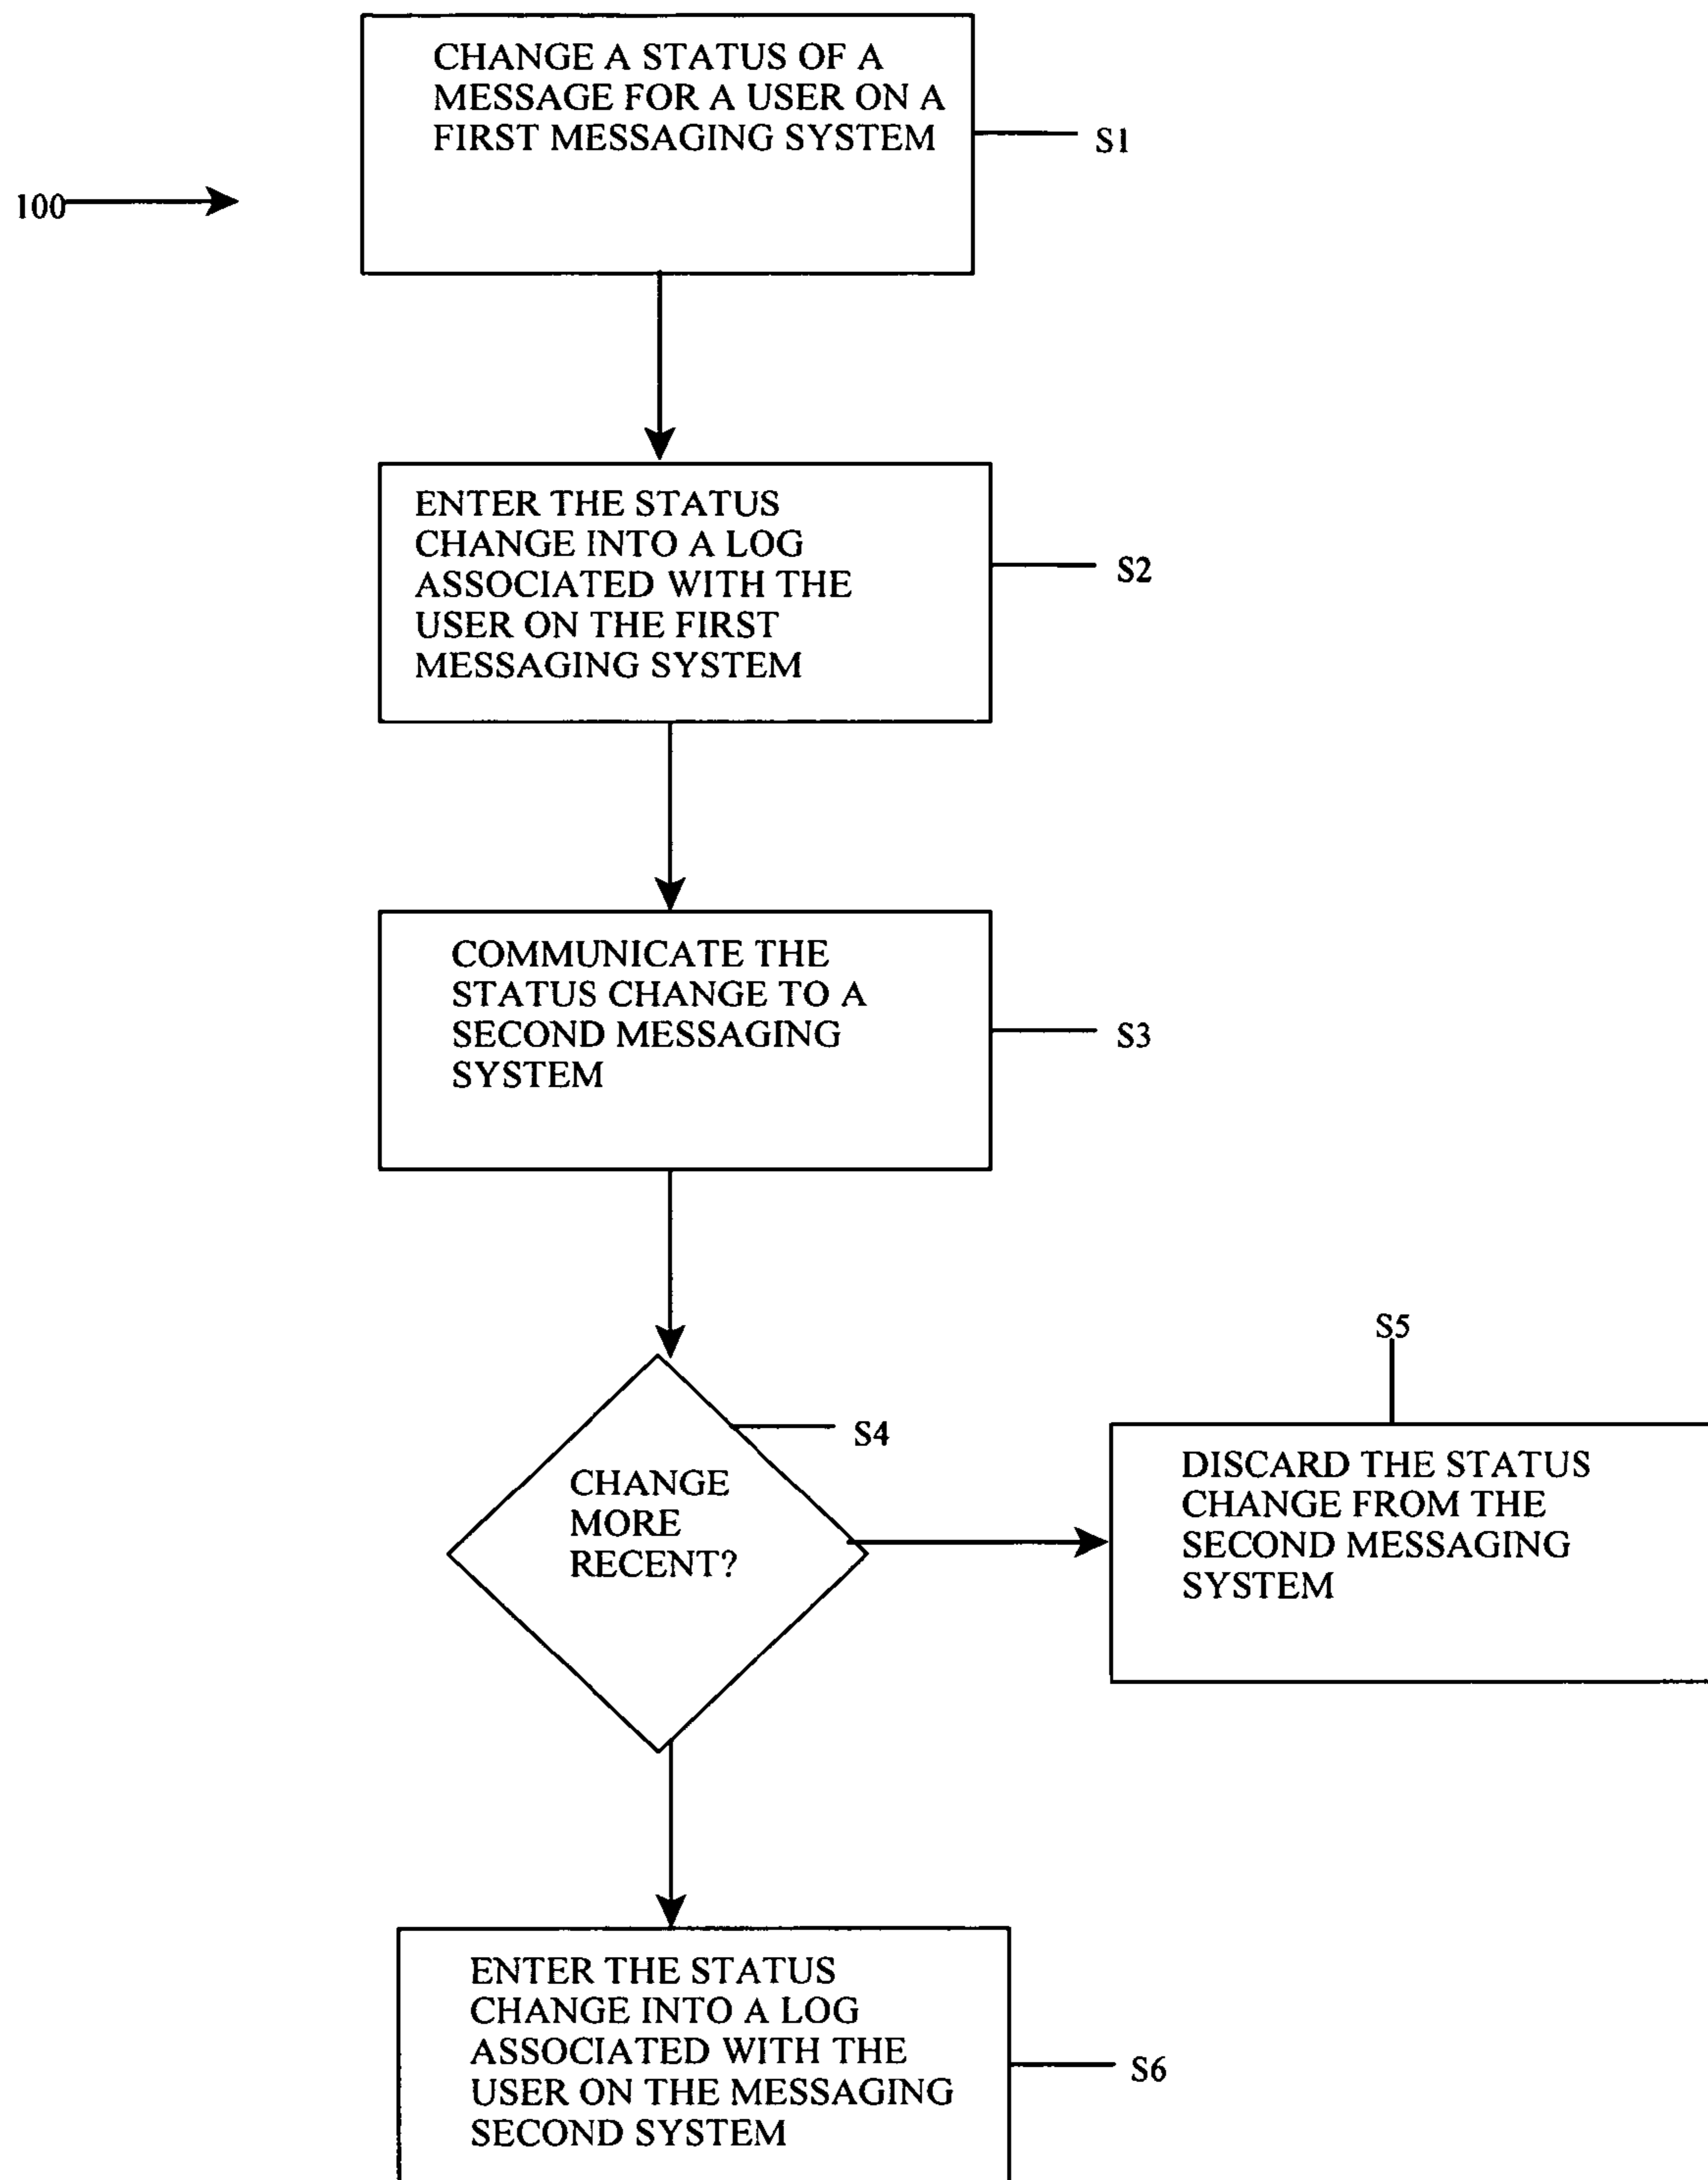 CHANGE A STATUS OF A
MESSAGE FOR A USER ON A
FIRST MESSAGING SYSTEM
S1
100
ENTER THE STATUS
CHANGE INTO A LOG
ASSOCIATED WITH THE
USER ON THE FIRST
MESSAGING SYSTEM
S2
COMMUNICATE THE
STATUS CHANGE TO A
SECOND MESSAGING
SYSTEM
S3
S4
CHANGE
MORE
RECENT?
S5
DISCARD THE STATUS
CHANGE FROM THE
SECOND MESSAGING
SYSTEM
ENTER THE STATUS
CHANGE INTO A LOG
ASSOCIATED WITH THE
USER ON THE MESSAGING
SECOND SYSTEM
S6